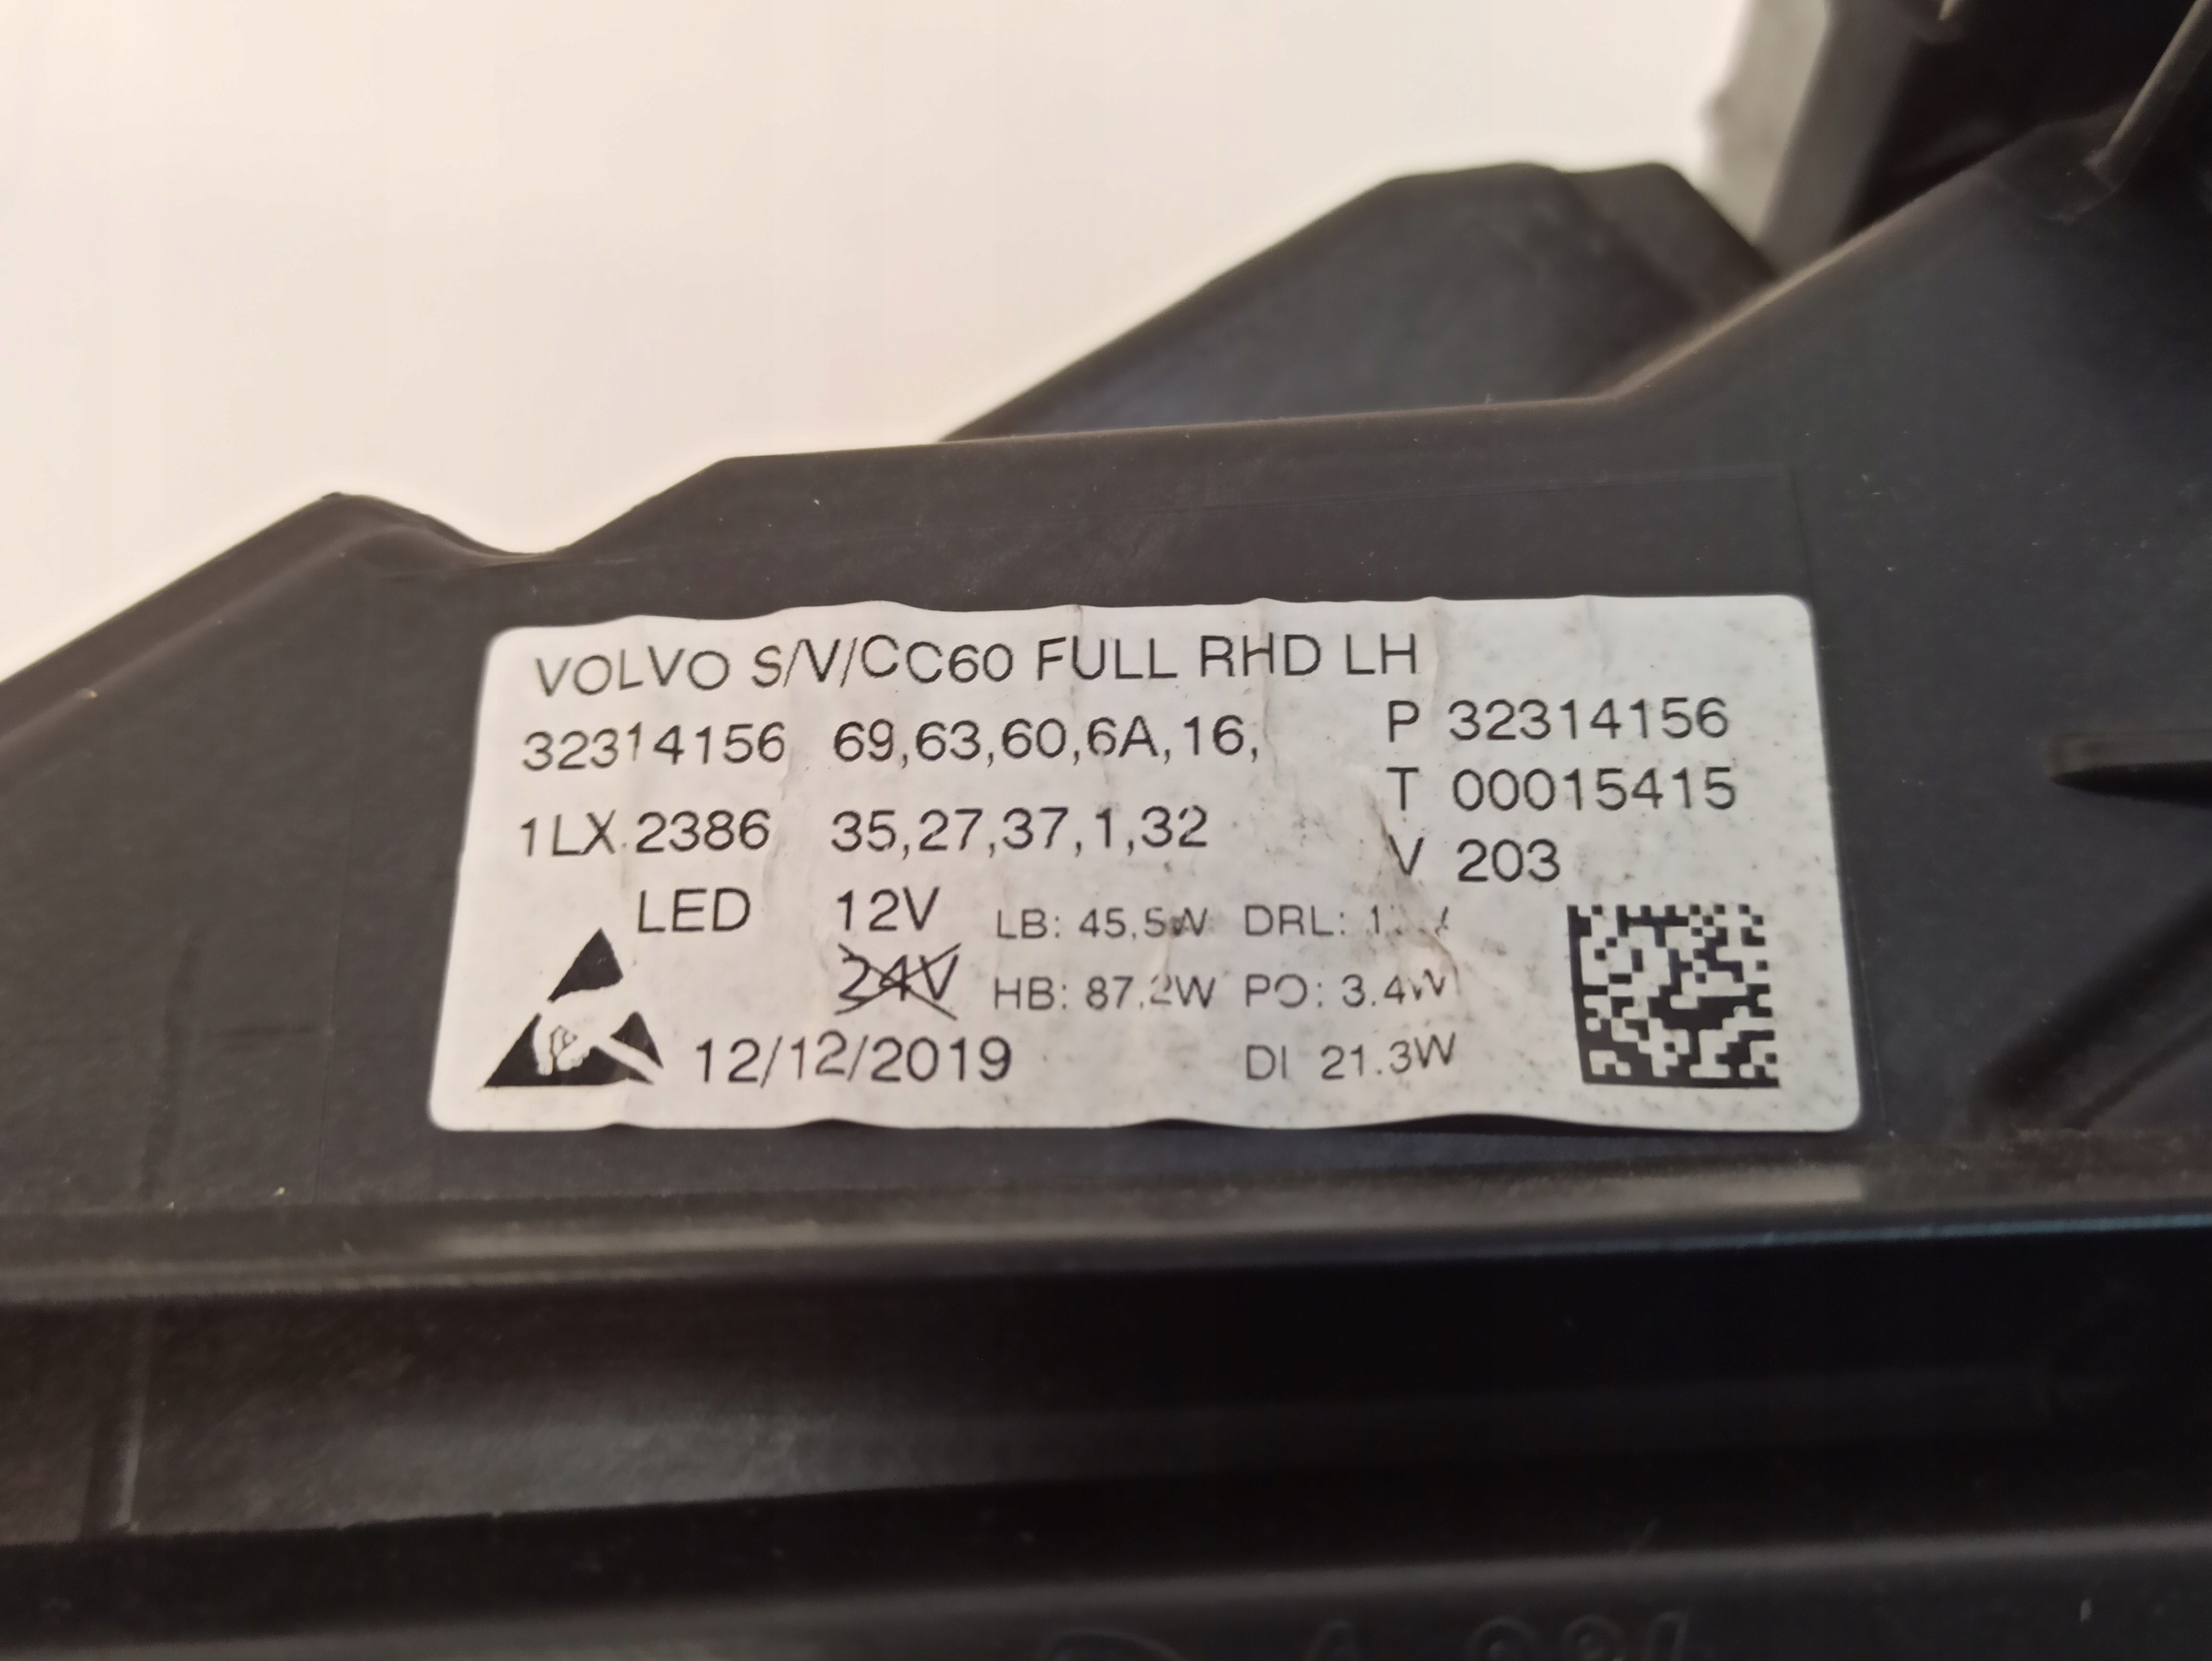 VOLVO S/V/CC60 FULL RHD LH
32314156 69,63,60,6A,16, P 32314156
1LX.2386 35,27,37,1,32 T 00015415
V 203
LED 12V LB: 45.5W DRL:
24V HB: 87.2W PO: 3.4W
12/12/2019 DI 21.3W